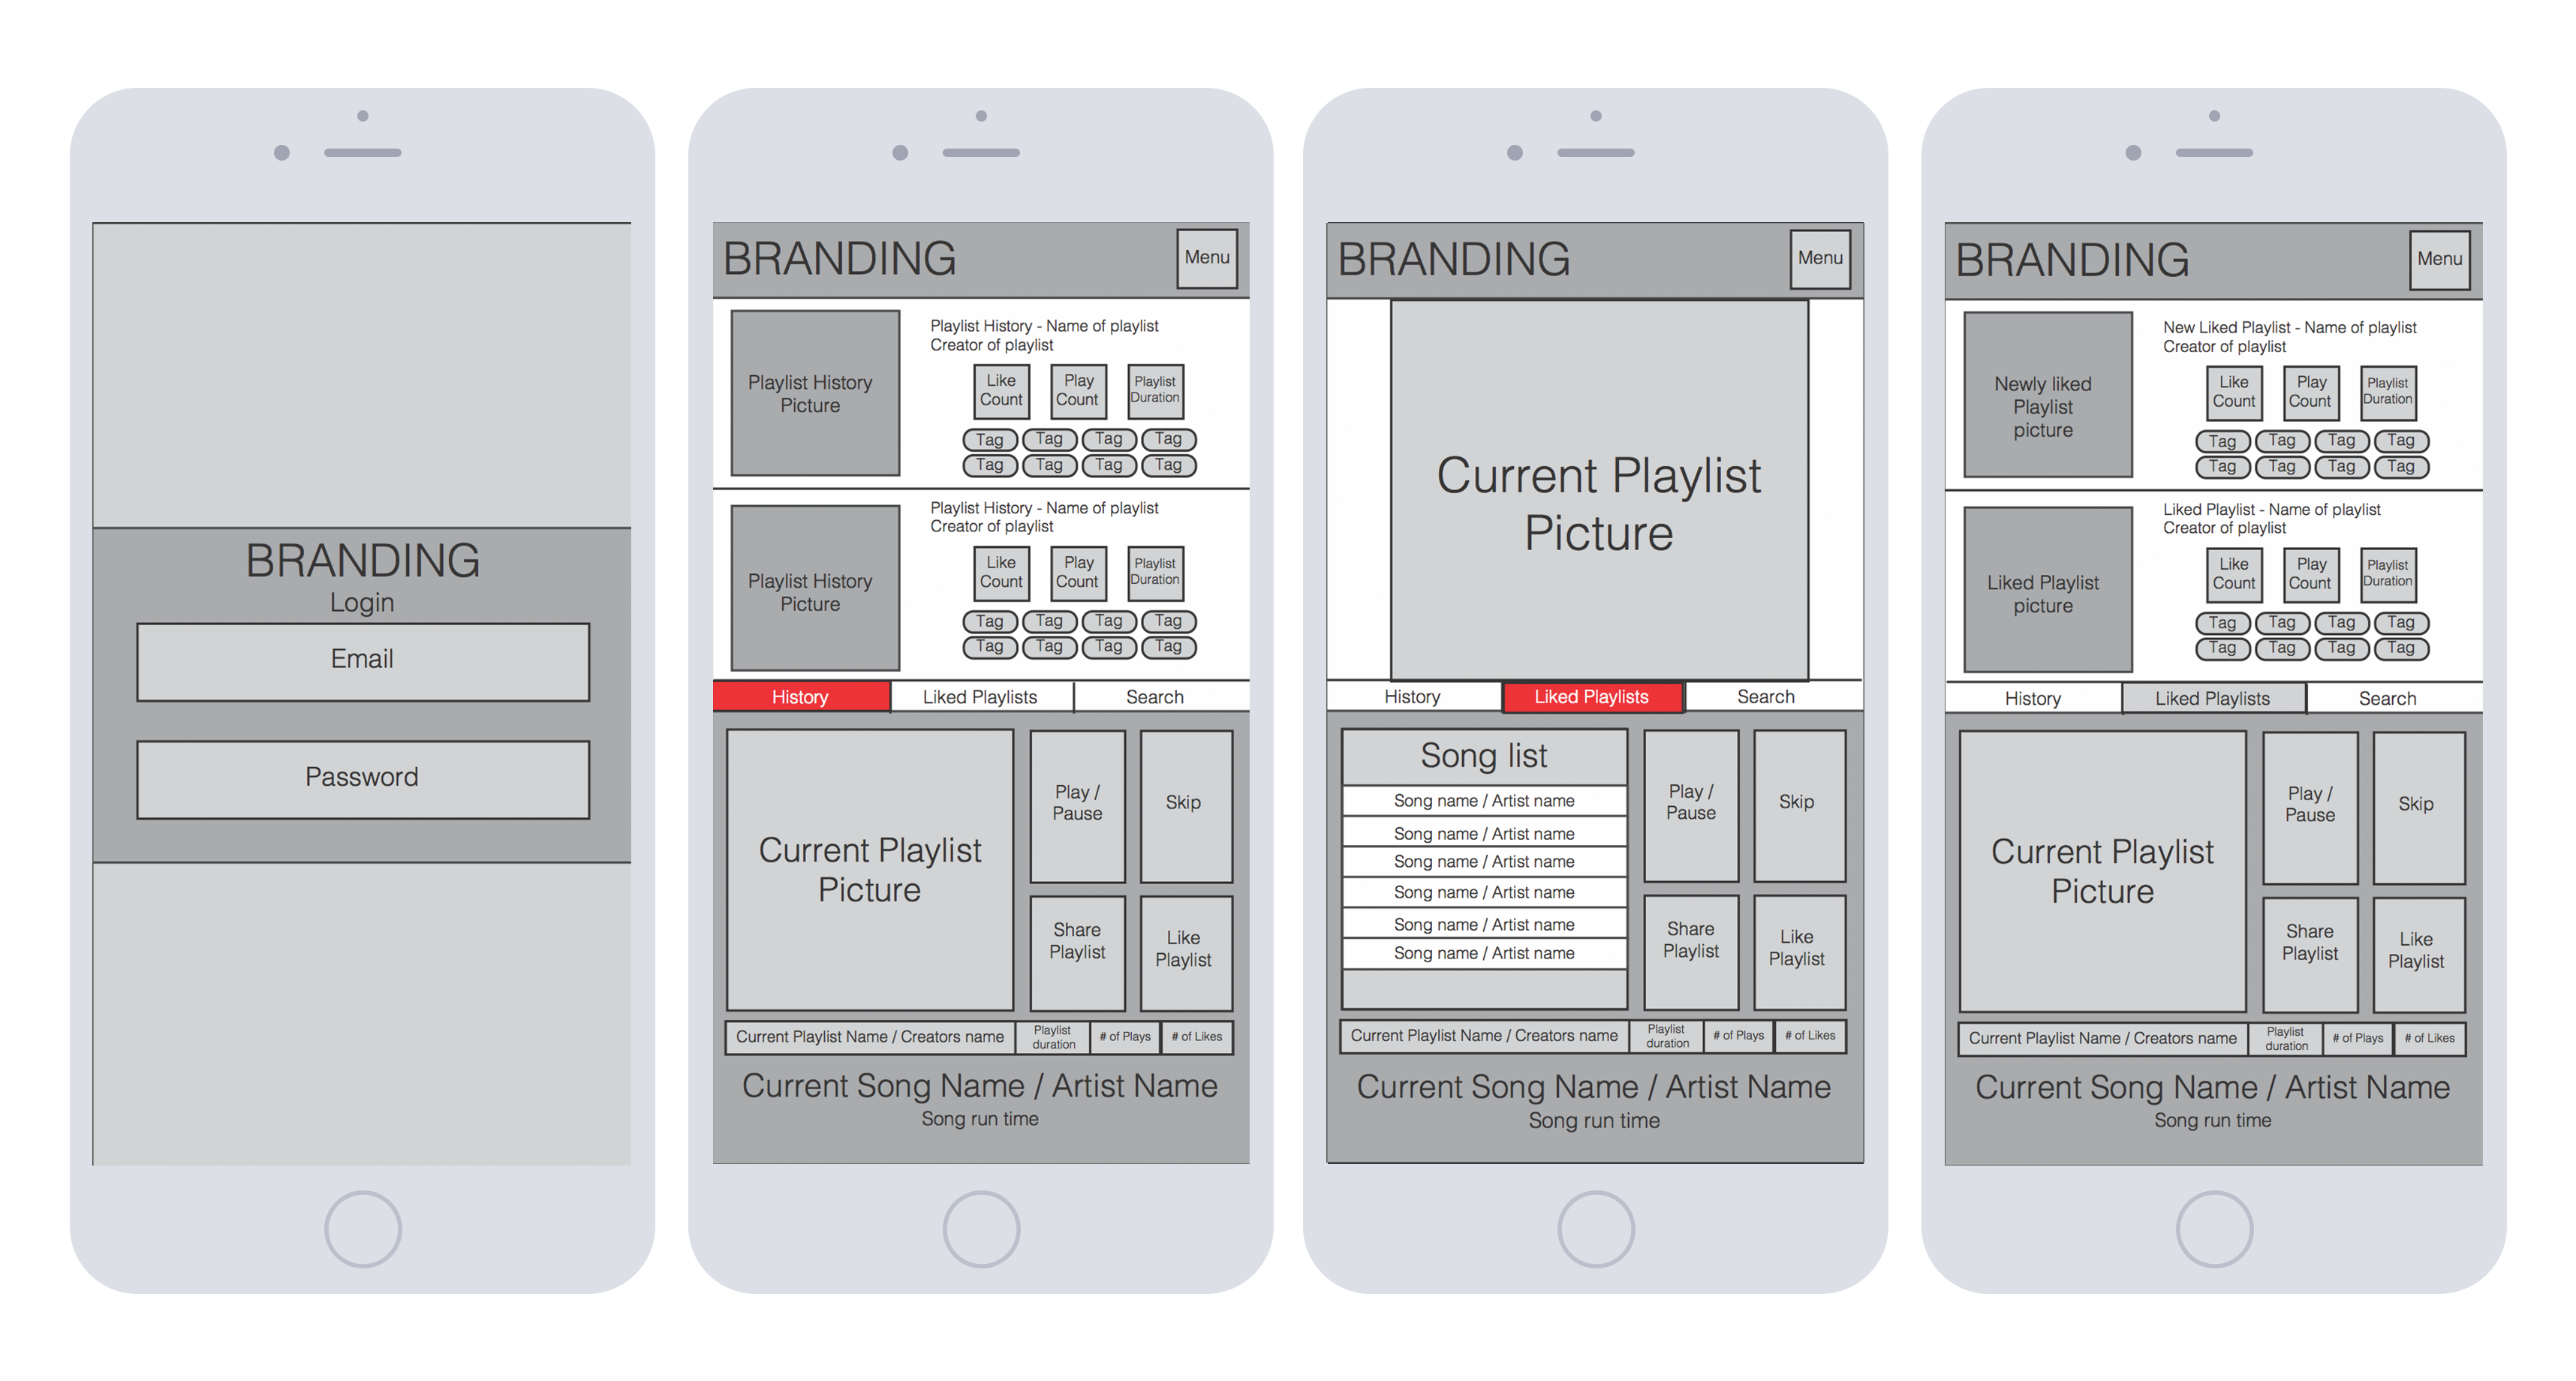 BRANDING
Login
Email
Password
BRANDING
Menu
Playlist History
Picture
Playlist History - Name of playlist
Creator of playlist
Like
Count
Play
Count
Playlist
Duration
Tag Tag Tag Tag
Tag Tag Tag Tag
Playlist History
Picture
Playlist History - Name of playlist
Creator of playlist
Like
Count
Play
Count
Playlist
Duration
Tag Tag Tag Tag
Tag Tag Tag Tag
History
Liked Playlists
Search
Current Playlist
Picture
Play /
Pause
Skip
Share
Playlist
Like
Playlist
Current Playlist Name / Creators name
Playlist
duration
# of Plays
# of Likes
Current Song Name / Artist Name
Song run time
BRANDING
Menu
Current Playlist
Picture
History
Liked Playlists
Search
Song list
Song name / Artist name
Song name / Artist name
Song name / Artist name
Song name / Artist name
Song name / Artist name
Song name / Artist name
Play /
Pause
Skip
Share
Playlist
Like
Playlist
Current Playlist Name / Creators name
Playlist
duration
# of Plays
# of Likes
Current Song Name / Artist Name
Song run time
BRANDING
Menu
Newly liked
Playlist
picture
New Liked Playlist - Name of playlist
Creator of playlist
Like
Count
Play
Count
Playlist
Duration
Tag Tag Tag Tag
Tag Tag Tag Tag
Liked Playlist
picture
Liked Playlist - Name of playlist
Creator of playlist
Like
Count
Play
Count
Playlist
Duration
Tag Tag Tag Tag
Tag Tag Tag Tag
History
Liked Playlists
Search
Current Playlist
Picture
Play /
Pause
Skip
Share
Playlist
Like
Playlist
Current Playlist Name / Creators name
Playlist
duration
# of Plays
# of Likes
Current Song Name / Artist Name
Song run time